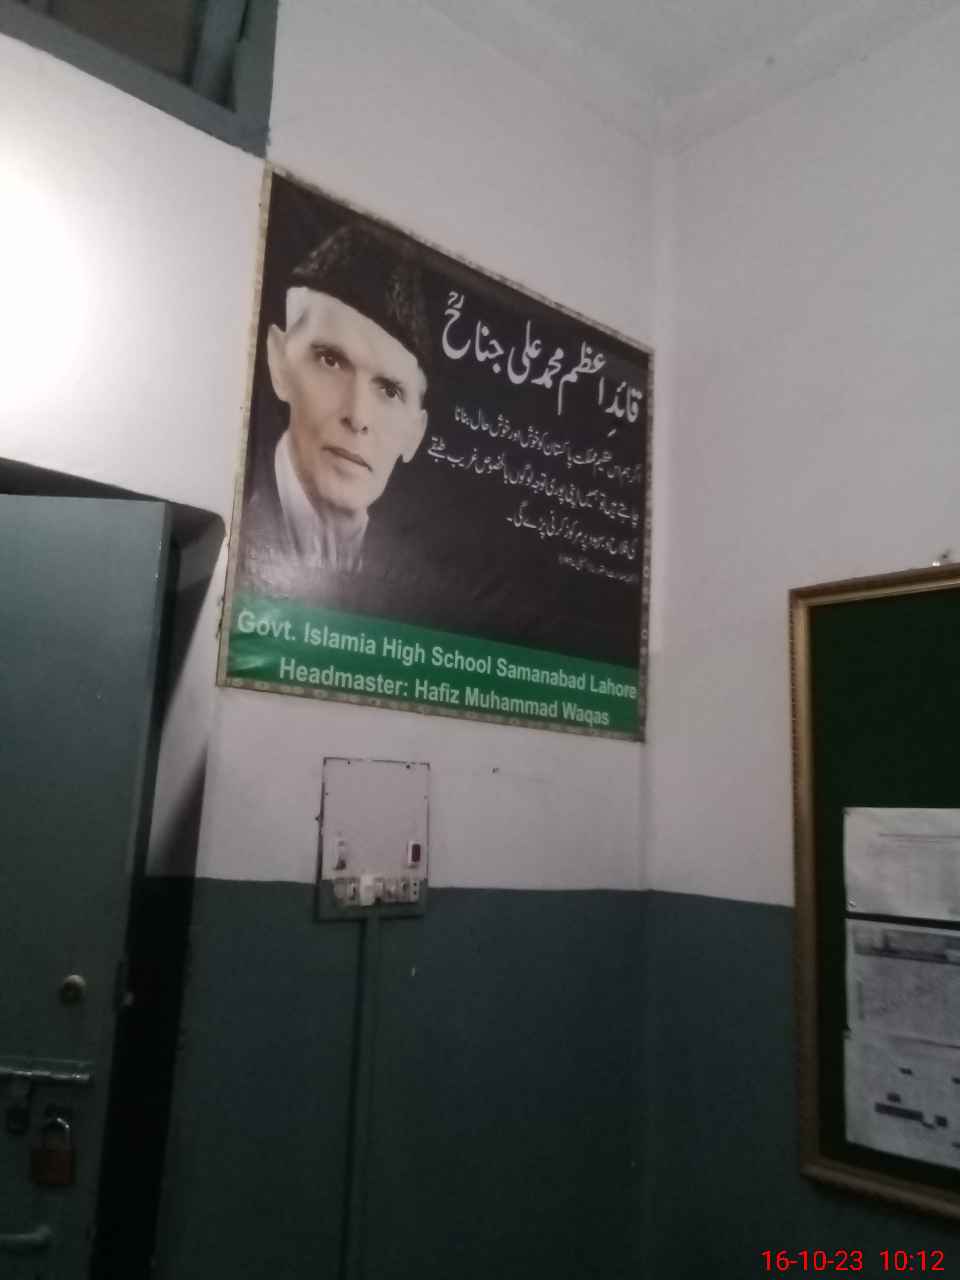 قائدِ اعظم محمد علی جناحؒ
اگر ہم اس عظیم مملکت پاکستان کو خوش اور خوش حال بنانا
چاہتے ہیں تو ہمیں اپنی پوری توجہ لوگوں بالخصوص غریب طبقے
کی فلاح و بہبود پر مرکوز کرنی پڑے گی۔
Govt. Islamia High School Samanabad Lahore
Headmaster: Hafiz Muhammad Waqas
16-10-23 10:12